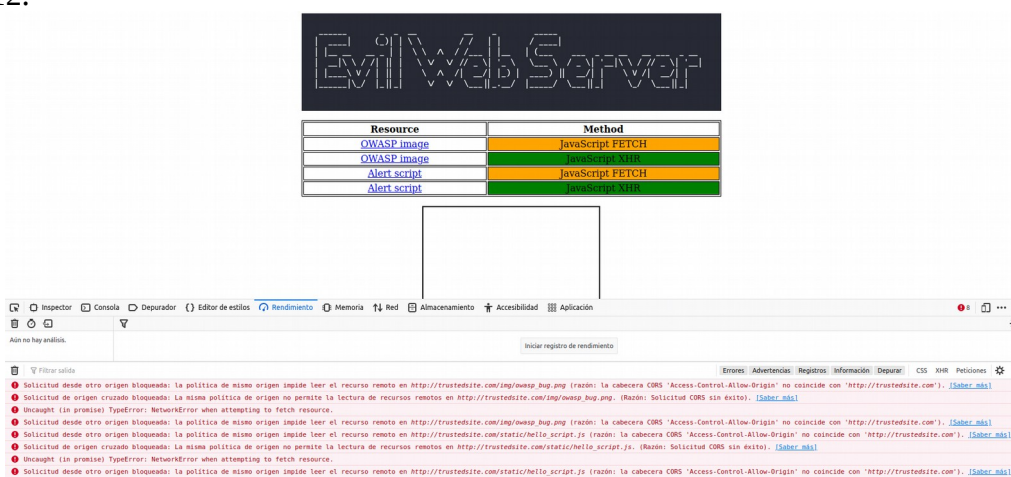 12.
Evil Web Server
Resource Method
OWASP image JavaScript FETCH
OWASP image JavaScript XHR
Alert script JavaScript FETCH
Alert script JavaScript XHR
Inspector Consola Depurador Editor de estilos Rendimiento Memoria Red Almacenamiento Accesibilidad Aplicación 8
Aún no hay análisis. Iniciar registro de rendimiento
Filtrar salida Errores Advertencias Registros Información Depurar CSS XHR Peticiones
Solicitud desde otro origen bloqueada: la política de mismo origen impide leer el recurso remoto en http://trustedsite.com/img/owasp_bug.png (razón: la cabecera CORS 'Access-Control-Allow-Origin' no coincide con 'http://trustedsite.com'). [Saber más]
Solicitud de origen cruzado bloqueado: La misma política de origen no permite la lectura de recursos remotos en http://trustedsite.com/img/owasp_bug.png. (Razón: Solicitud CORS sin éxito). [Saber más]
Uncaught (in promise) TypeError: NetworkError when attempting to fetch resource.
Solicitud desde otro origen bloqueada: la política de mismo origen impide leer el recurso remoto en http://trustedsite.com/img/owasp_bug.png (razón: la cabecera CORS 'Access-Control-Allow-Origin' no coincide con 'http://trustedsite.com'). [Saber más]
Solicitud desde otro origen bloqueada: la política de mismo origen impide leer el recurso remoto en http://trustedsite.com/static/hello_script.js (razón: la cabecera CORS 'Access-Control-Allow-Origin' no coincide con 'http://trustedsite.com'). [Saber más]
Solicitud de origen cruzado bloqueado: La misma política de origen no permite la lectura de recursos remotos en http://trustedsite.com/static/hello_script.js. (Razón: Solicitud CORS sin éxito). [Saber más]
Uncaught (in promise) TypeError: NetworkError when attempting to fetch resource.
Solicitud desde otro origen bloqueada: la política de mismo origen impide leer el recurso remoto en http://trustedsite.com/static/hello_script.js (razón: la cabecera CORS 'Access-Control-Allow-Origin' no coincide con 'http://trustedsite.com'). [Saber más]